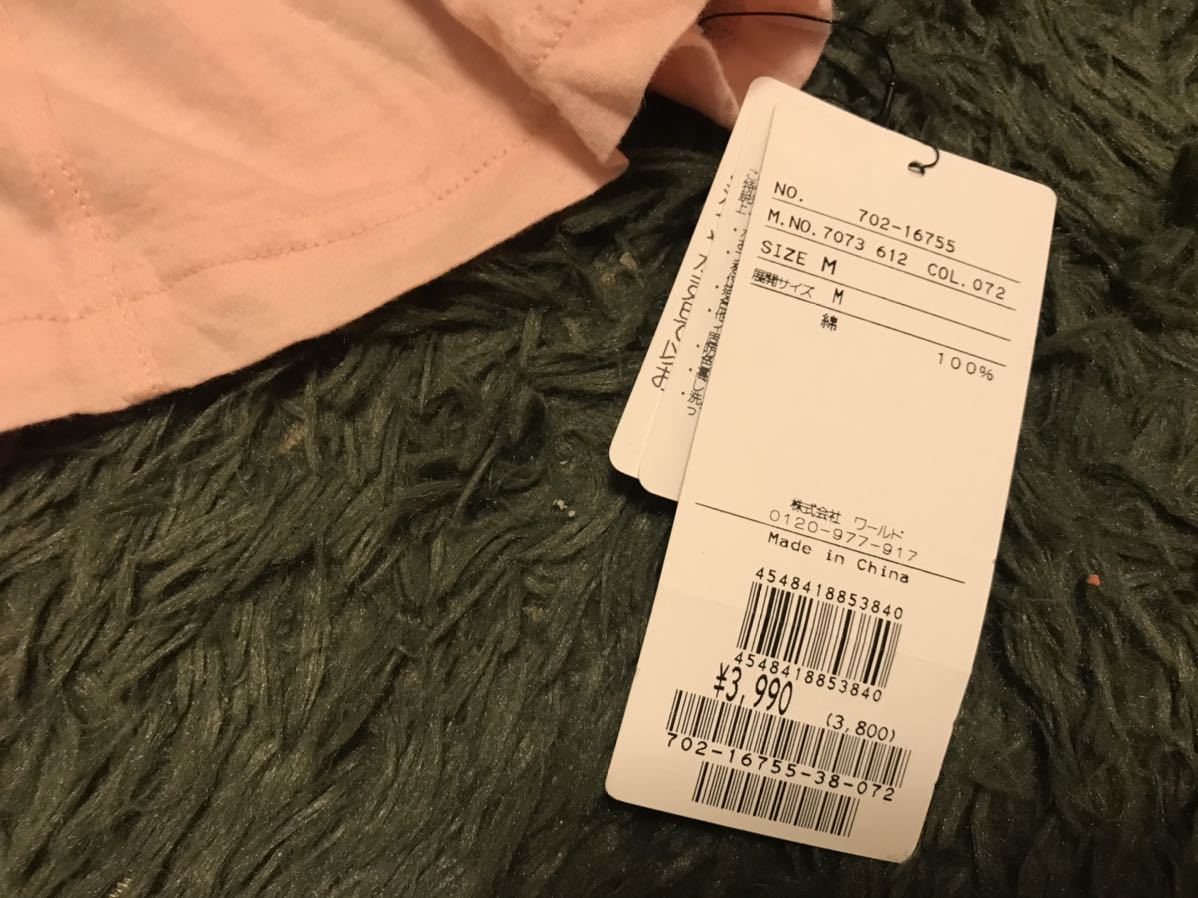 NO. 702-16755
M.NO. 7073 612 COL.072
SIZE M
展開サイズ M
綿
100%
株式会社 ワールド
0120-977-917
Made in China
4548418853840
4548418853840
¥3,990
(3,800)
702-16755-38-072